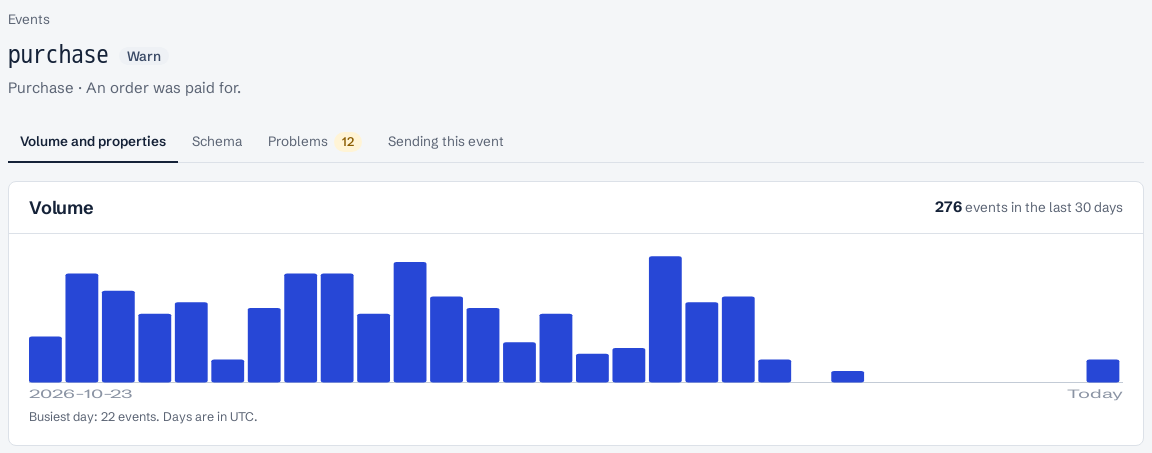 Events
purchase Warn
Purchase · An order was paid for.
Volume and properties Schema Problems 12 Sending this event
Volume 276 events in the last 30 days
2026-10-23 Today
Busiest day: 22 events. Days are in UTC.